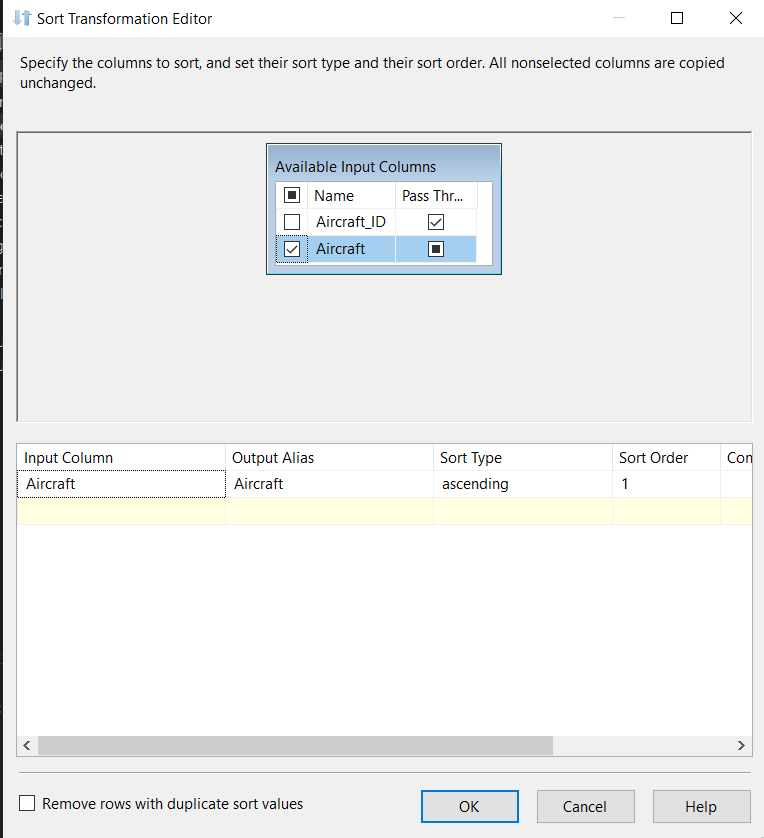 Sort Transformation Editor
Specify the columns to sort, and set their sort type and their sort order. All nonselected columns are copied
unchanged.
Available Input Columns
Name Pass Thr...
Aircraft_ID
Aircraft
Input Column Output Alias Sort Type Sort Order Con
Aircraft Aircraft ascending 1
Remove rows with duplicate sort values
OK Cancel Help